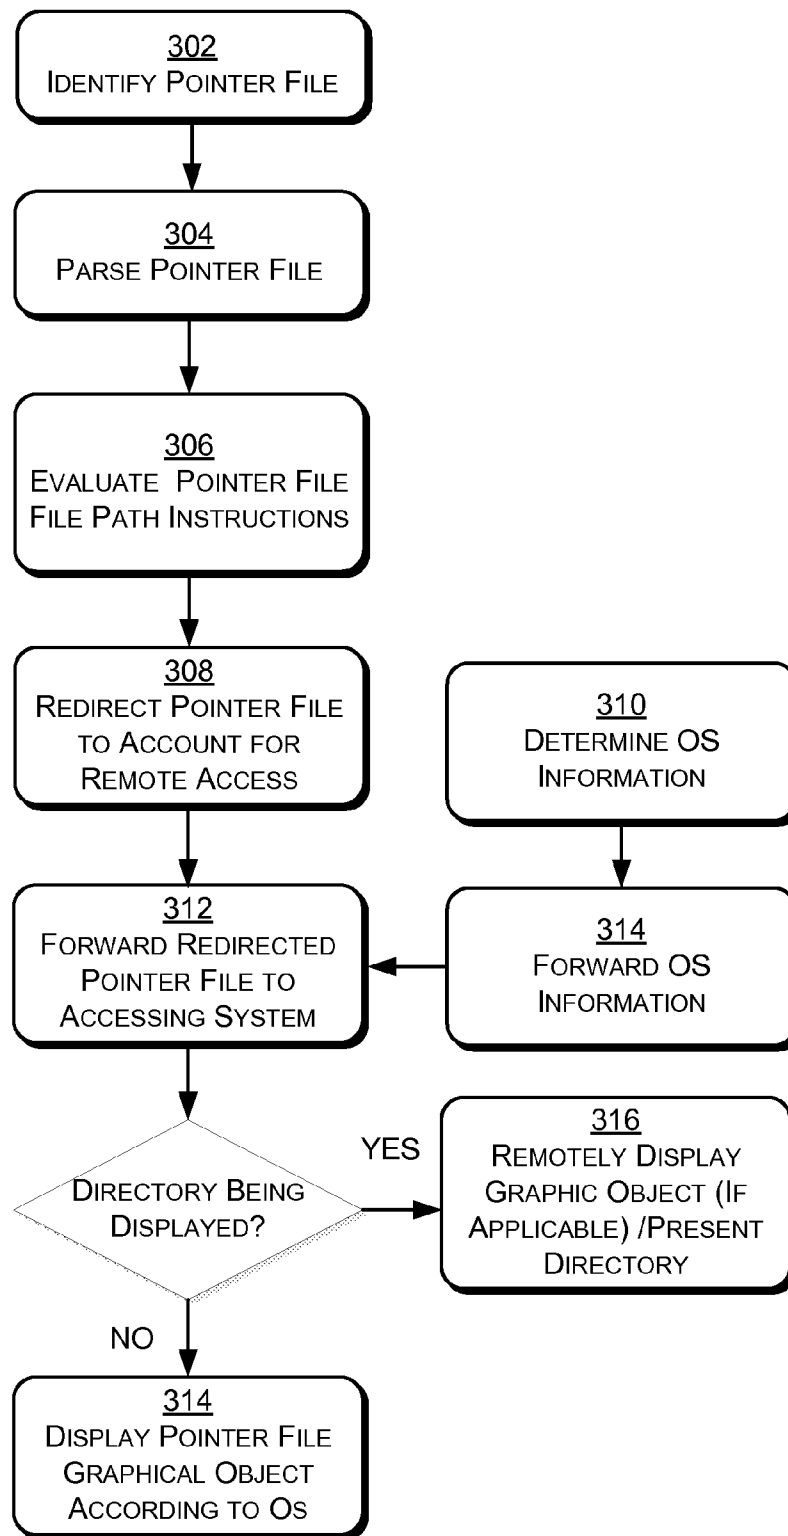 302
IDENTIFY POINTER FILE
304
PARSE POINTER FILE
306
EVALUATE POINTER FILE
FILE PATH INSTRUCTIONS
308
REDIRECT POINTER FILE
TO ACCOUNT FOR
REMOTE ACCESS
310
DETERMINE OS
INFORMATION
312
FORWARD REDIRECTED
POINTER FILE TO
ACCESSING SYSTEM
314
FORWARD OS
INFORMATION
DIRECTORY BEING
DISPLAYED?
YES
316
REMOTELY DISPLAY
GRAPHIC OBJECT (IF
APPLICABLE) /PRESENT
DIRECTORY
NO
314
DISPLAY POINTER FILE
GRAPHICAL OBJECT
ACCORDING TO OS